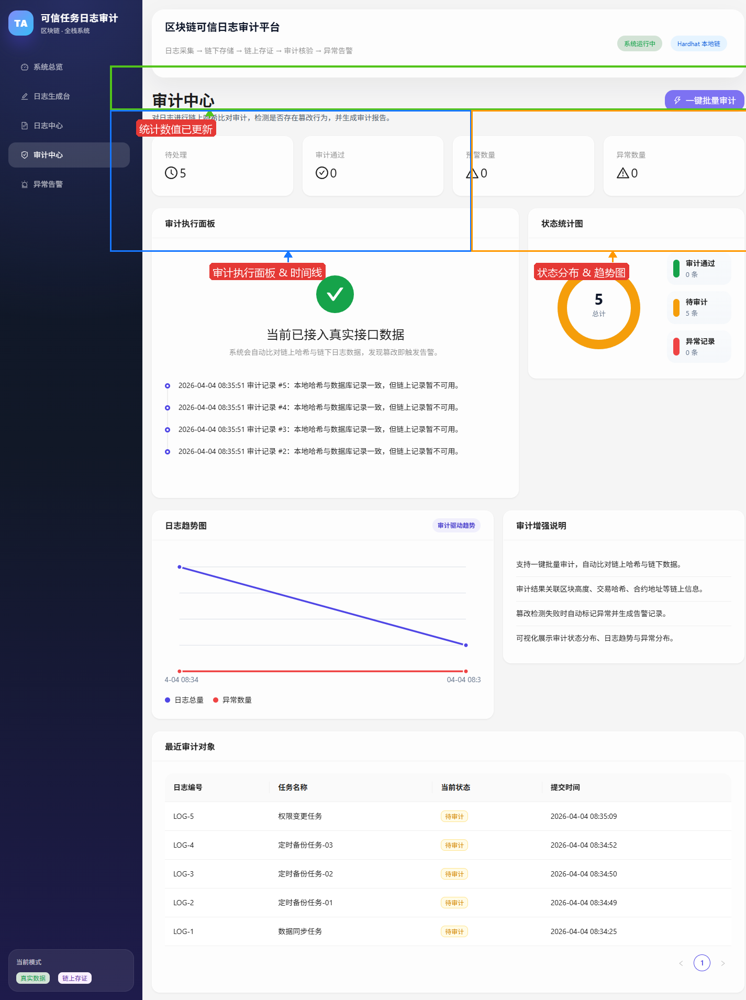 TA
可信任务日志审计
区块链 · 全栈系统
系统总览
日志生成台
日志中心
审计中心
异常告警
当前模式
真实数据
链上存证
区块链可信日志审计平台
日志采集 → 链下存储 → 链上存证 → 审计核验 → 异常告警
系统运行中
Hardhat 本地链
审计中心
一键批量审计
对日志进行链上哈希比对审计，检测是否存在篡改行为，并生成审计报告。
统计数值已更新
待处理
5
审计通过
0
预警数量
0
异常数量
0
审计执行面板
审计执行面板 & 时间线
当前已接入真实接口数据
系统会自动比对链上哈希与链下日志数据，发现篡改即触发告警。
2026-04-04 08:35:51 审计记录 #5：本地哈希与数据库记录一致，但链上记录暂不可用。
2026-04-04 08:35:51 审计记录 #4：本地哈希与数据库记录一致，但链上记录暂不可用。
2026-04-04 08:35:51 审计记录 #3：本地哈希与数据库记录一致，但链上记录暂不可用。
2026-04-04 08:35:51 审计记录 #2：本地哈希与数据库记录一致，但链上记录暂不可用。
状态统计图
状态分布 & 趋势图
5
总计
审计通过
0 条
待审计
5 条
异常记录
0 条
日志趋势图
审计驱动趋势
4-04 08:34
04-04 08:3
日志总量
异常数量
审计增强说明
支持一键批量审计，自动比对链上哈希与链下数据。
审计结果关联区块高度、交易哈希、合约地址等链上信息。
篡改检测失败时自动标记异常并生成告警记录。
可视化展示审计状态分布、日志趋势与异常分布。
最近审计对象
日志编号 任务名称 当前状态 提交时间
LOG-5 权限变更任务 待审计 2026-04-04 08:35:09
LOG-4 定时备份任务-03 待审计 2026-04-04 08:34:52
LOG-3 定时备份任务-02 待审计 2026-04-04 08:34:50
LOG-2 定时备份任务-01 待审计 2026-04-04 08:34:49
LOG-1 数据同步任务 待审计 2026-04-04 08:34:25
1